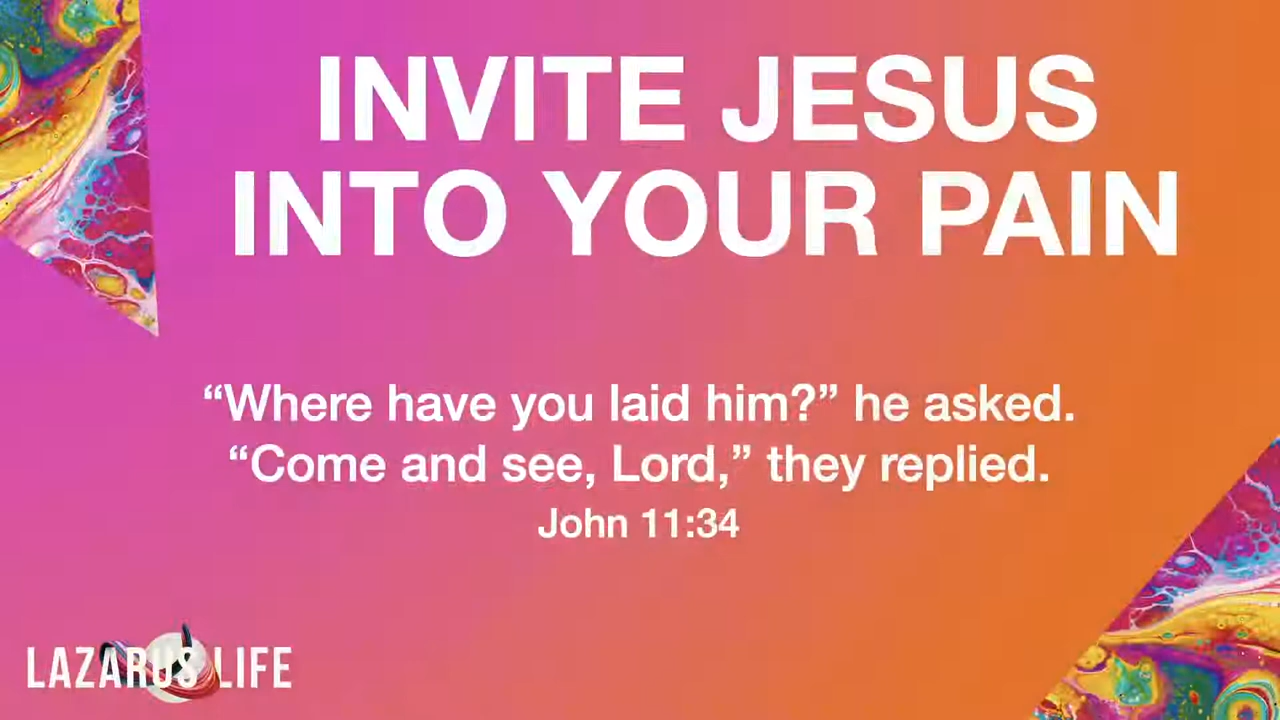 INVITE JESUS
INTO YOUR PAIN
“Where have you laid him?” he asked.
“Come and see, Lord,” they replied.
John 11:34
LAZARUS LIFE